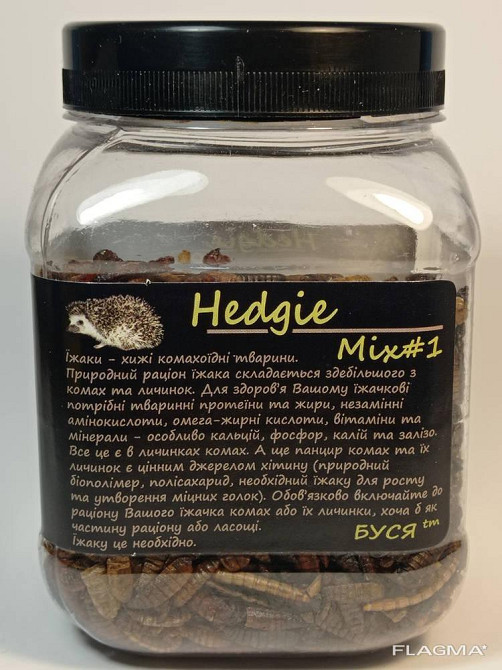 Hedgie
Mix#1
Їжаки - хижі комахоїдні тварини.
Природний раціон їжака складається здебільшого з
комах та личинок. Для здоров'я Вашому їжачкові
потрібні тваринні протеїни та жири, незамінні
амінокислоти, омега-жирні кислоти, вітаміни та
мінерали - особливо кальцій, фосфор, калій та залізо.
Все це є в личинках комах. А ще панцир комах та їх
личинок є цінним джерелом хітину (природний
біополімер, полісахарид, необхідний їжаку для росту
та утворення міцних голок). Обов'язково включайте до
раціону Вашого їжачка комах або їх личинки, хоча б як
частину раціону або ласощі.
Їжаку це необхідно.
БУСЯ tm
FLAGMA